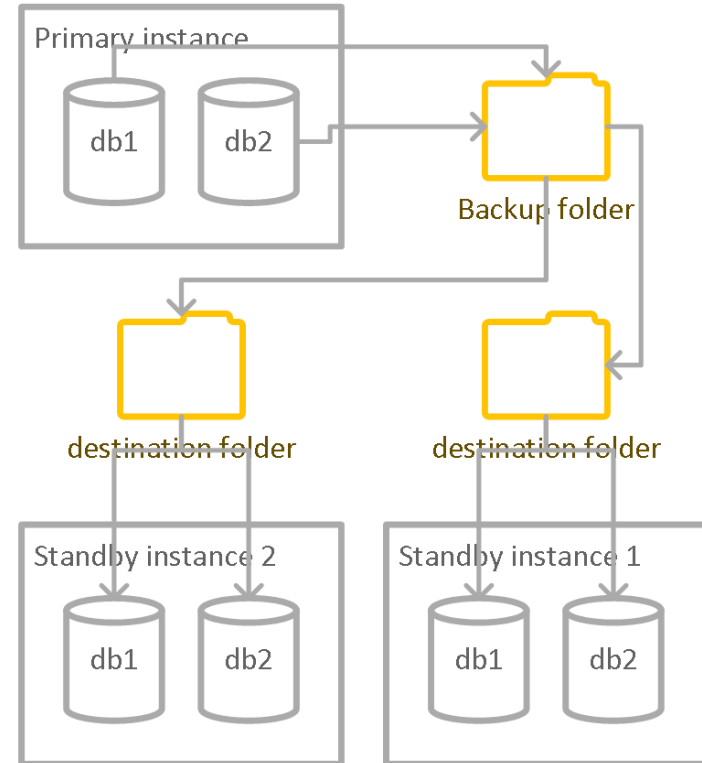 Primary instance
db1
db2
Backup folder
destination folder
destination folder
Standby instance 2
Standby instance 1
db1
db2
db1
db2